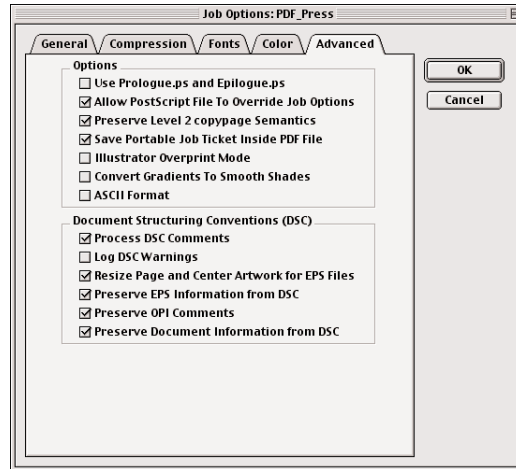 Job Options: PDF_Press
General Compression Fonts Color Advanced
Options
Use Prologue.ps and Epilogue.ps
Allow PostScript File To Override Job Options
Preserve Level 2 copypage Semantics
Save Portable Job Ticket Inside PDF File
Illustrator Overprint Mode
Convert Gradients To Smooth Shades
ASCII Format
Document Structuring Conventions (DSC)
Process DSC Comments
Log DSC Warnings
Resize Page and Center Artwork for EPS Files
Preserve EPS Information from DSC
Preserve OPI Comments
Preserve Document Information from DSC
OK
Cancel